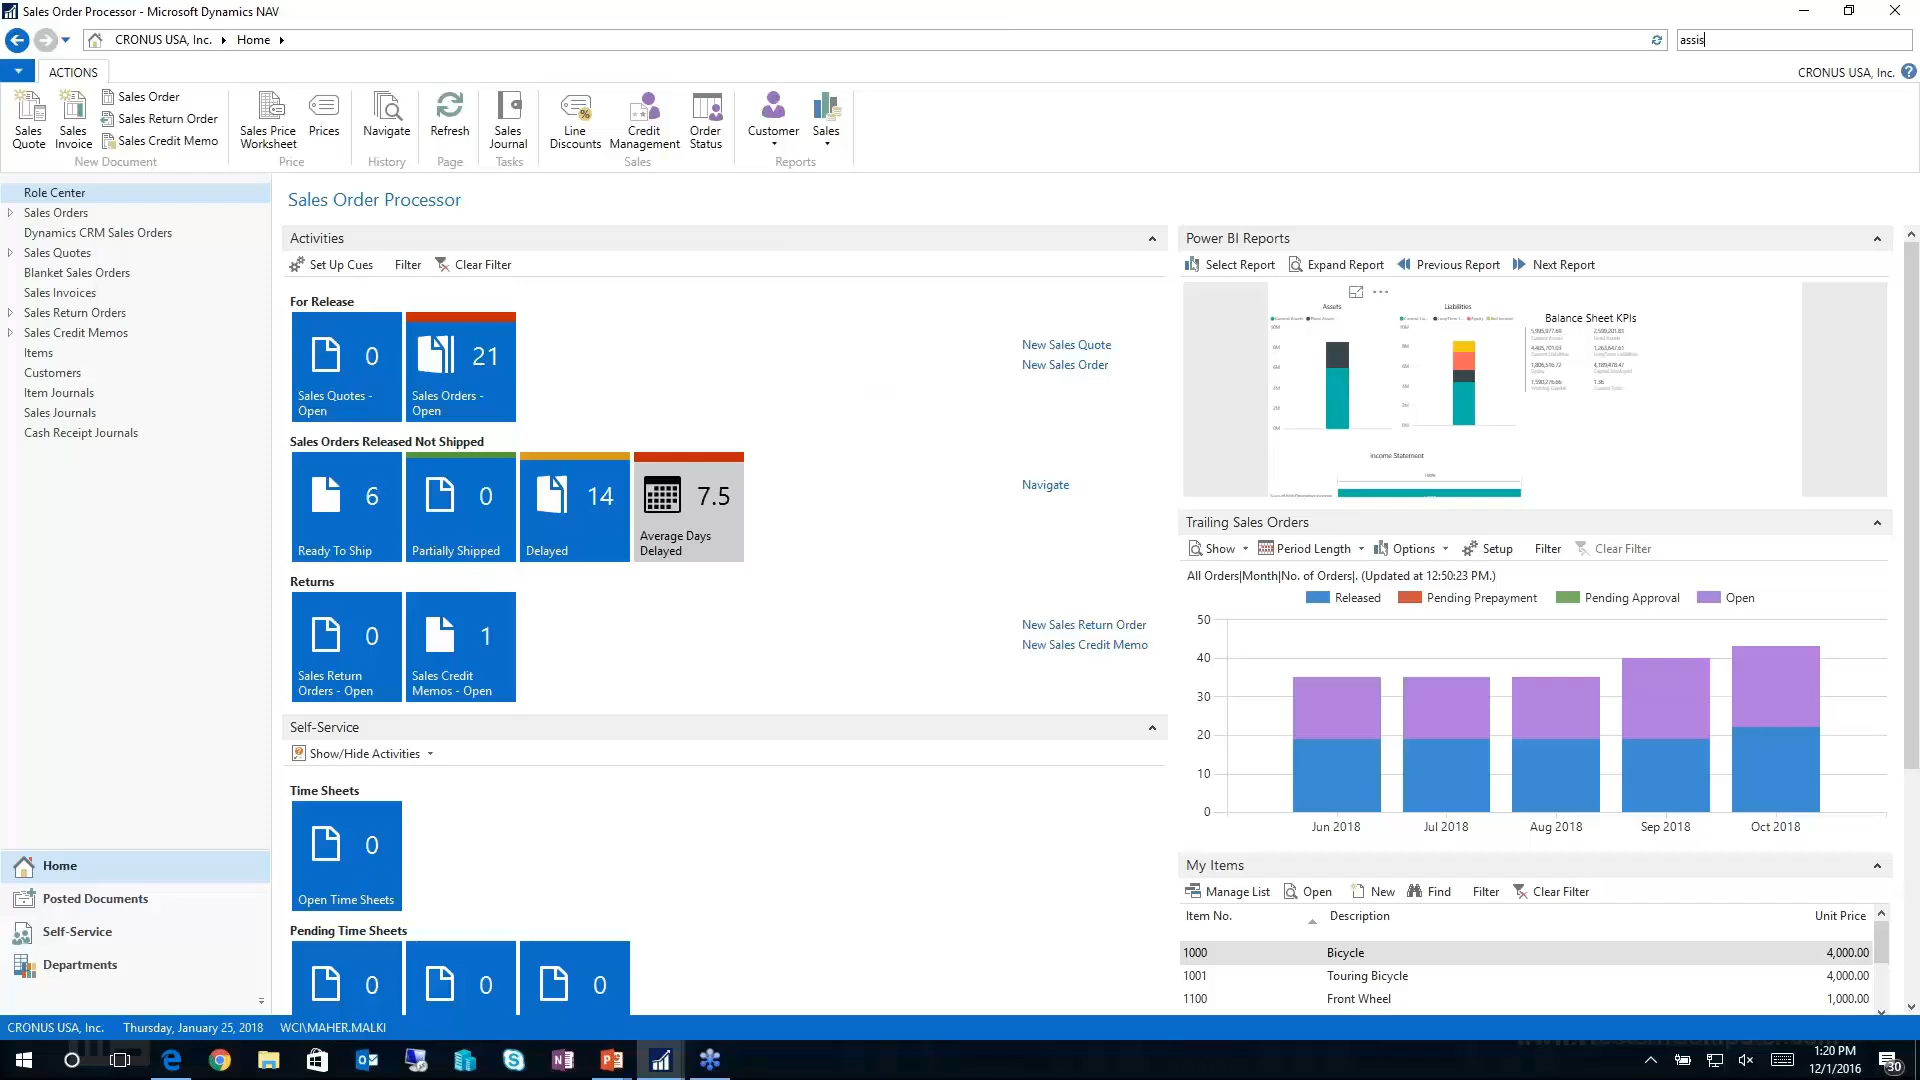 Sales Order Processor - Microsoft Dynamics NAV
CRONUS USA, Inc. Home
assis
ACTIONS
CRONUS USA, Inc.
Sales Quote
Sales Invoice
Sales Order
Sales Return Order
Sales Credit Memo
New Document
Sales Price Worksheet
Prices
Price
Navigate
History
Refresh
Page
Sales Journal
Tasks
Line Discounts
Credit Management
Order Status
Sales
Customer
Sales
Reports
Role Center
Sales Orders
Dynamics CRM Sales Orders
Sales Quotes
Blanket Sales Orders
Sales Invoices
Sales Return Orders
Sales Credit Memos
Items
Customers
Item Journals
Sales Journals
Cash Receipt Journals
Home
Posted Documents
Self-Service
Departments
Sales Order Processor
Activities
Set Up Cues Filter Clear Filter
For Release
0
Sales Quotes -
Open
21
Sales Orders -
Open
New Sales Quote
New Sales Order
Sales Orders Released Not Shipped
6
Ready To Ship
0
Partially Shipped
14
Delayed
7.5
Average Days
Delayed
Navigate
Returns
0
Sales Return
Orders - Open
1
Sales Credit
Memos - Open
New Sales Return Order
New Sales Credit Memo
Self-Service
Show/Hide Activities
Time Sheets
0
Open Time Sheets
Pending Time Sheets
0
0
0
Power BI Reports
Select Report Expand Report Previous Report Next Report
Assets
Liabilities
Balance Sheet KPIs
Income Statement
Trailing Sales Orders
Show Period Length Options Setup Filter Clear Filter
All Orders|Month|No. of Orders|. (Updated at 12:50:23 PM.)
Released Pending Prepayment Pending Approval Open
50
40
30
20
10
0
Jun 2018 Jul 2018 Aug 2018 Sep 2018 Oct 2018
My Items
Manage List Open New Find Filter Clear Filter
Item No. Description Unit Price
1000 Bicycle 4,000.00
1001 Touring Bicycle 4,000.00
1100 Front Wheel 1,000.00
CRONUS USA, Inc. Thursday, January 25, 2018 WCI\MAHER.MALKI
1:20 PM
12/1/2016
30